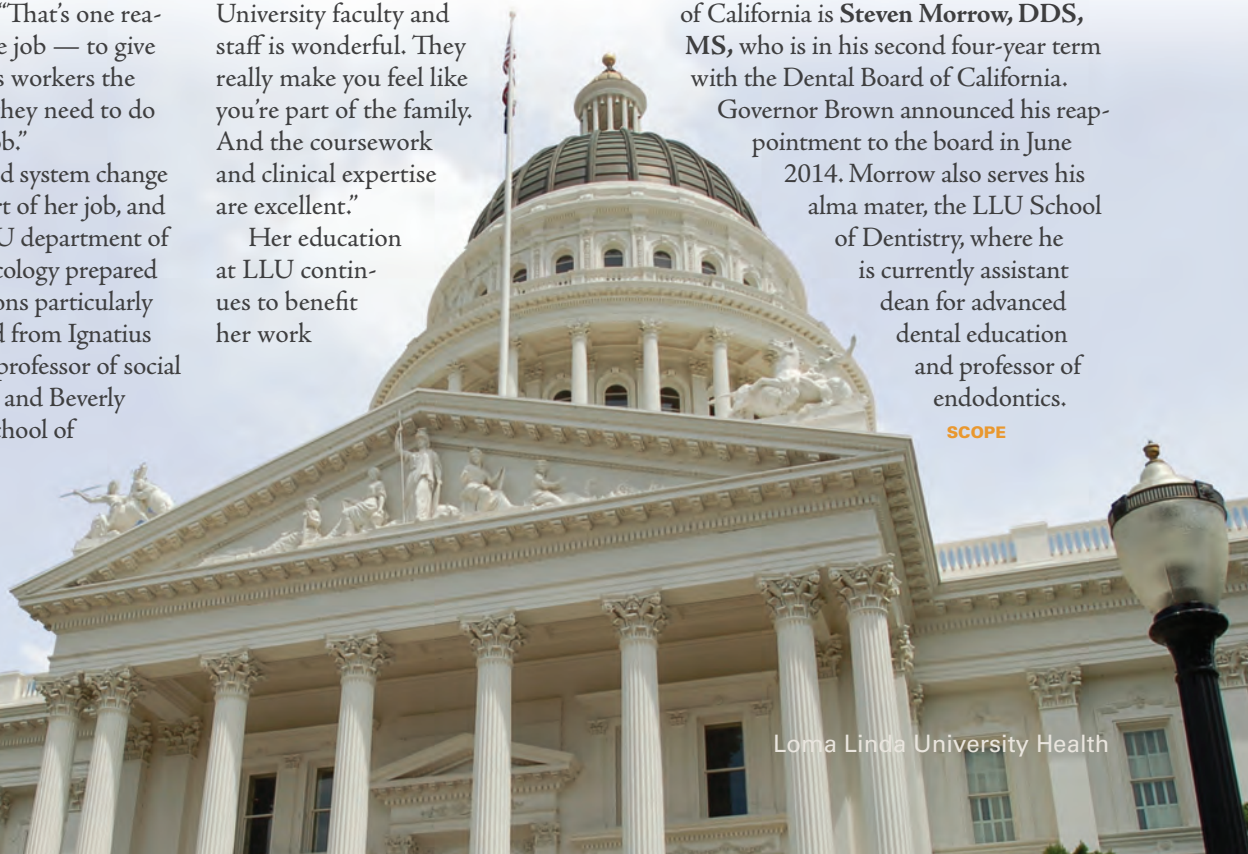 “That’s one rea-
e job — to give
s workers the
they need to do
ob.”
d system change
rt of her job, and
U department of
cology prepared
ons particularly
d from Ignatius
professor of social
and Beverly
chool of
University faculty and
staff is wonderful. They
really make you feel like
you’re part of the family.
And the coursework
and clinical expertise
are excellent.”
Her education
at LLU contin-
ues to benefit
her work
of California is Steven Morrow, DDS,
MS, who is in his second four-year term
with the Dental Board of California.
Governor Brown announced his reap-
pointment to the board in June
2014. Morrow also serves his
alma mater, the LLU School
of Dentistry, where he
is currently assistant
dean for advanced
dental education
and professor of
endodontics.
SCOPE
Loma Linda University Health